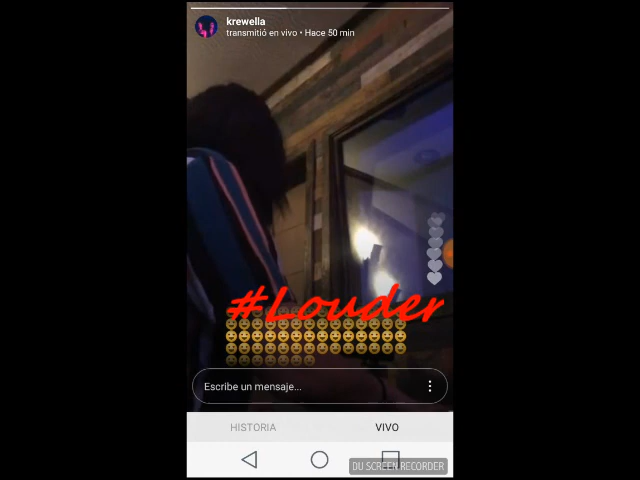 krewella
transmitió en vivo • Hace 50 min
#Louder
Escribe un mensaje...
HISTORIA
VIVO
DU SCREEN RECORDER